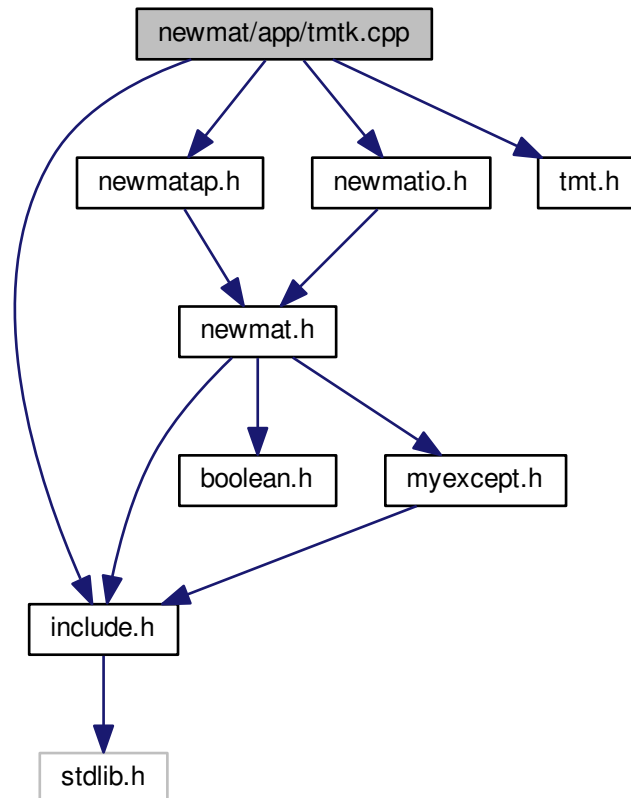 newmat/app/tmtk.cpp
newmatap.h
newmatio.h
tmt.h
newmat.h
boolean.h
myexcept.h
include.h
stdlib.h